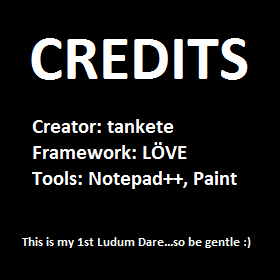 CREDITS
Creator: tankete
Framework: LÖVE
Tools: Notepad++, Paint
This is my 1st Ludum Dare...so be gentle :)